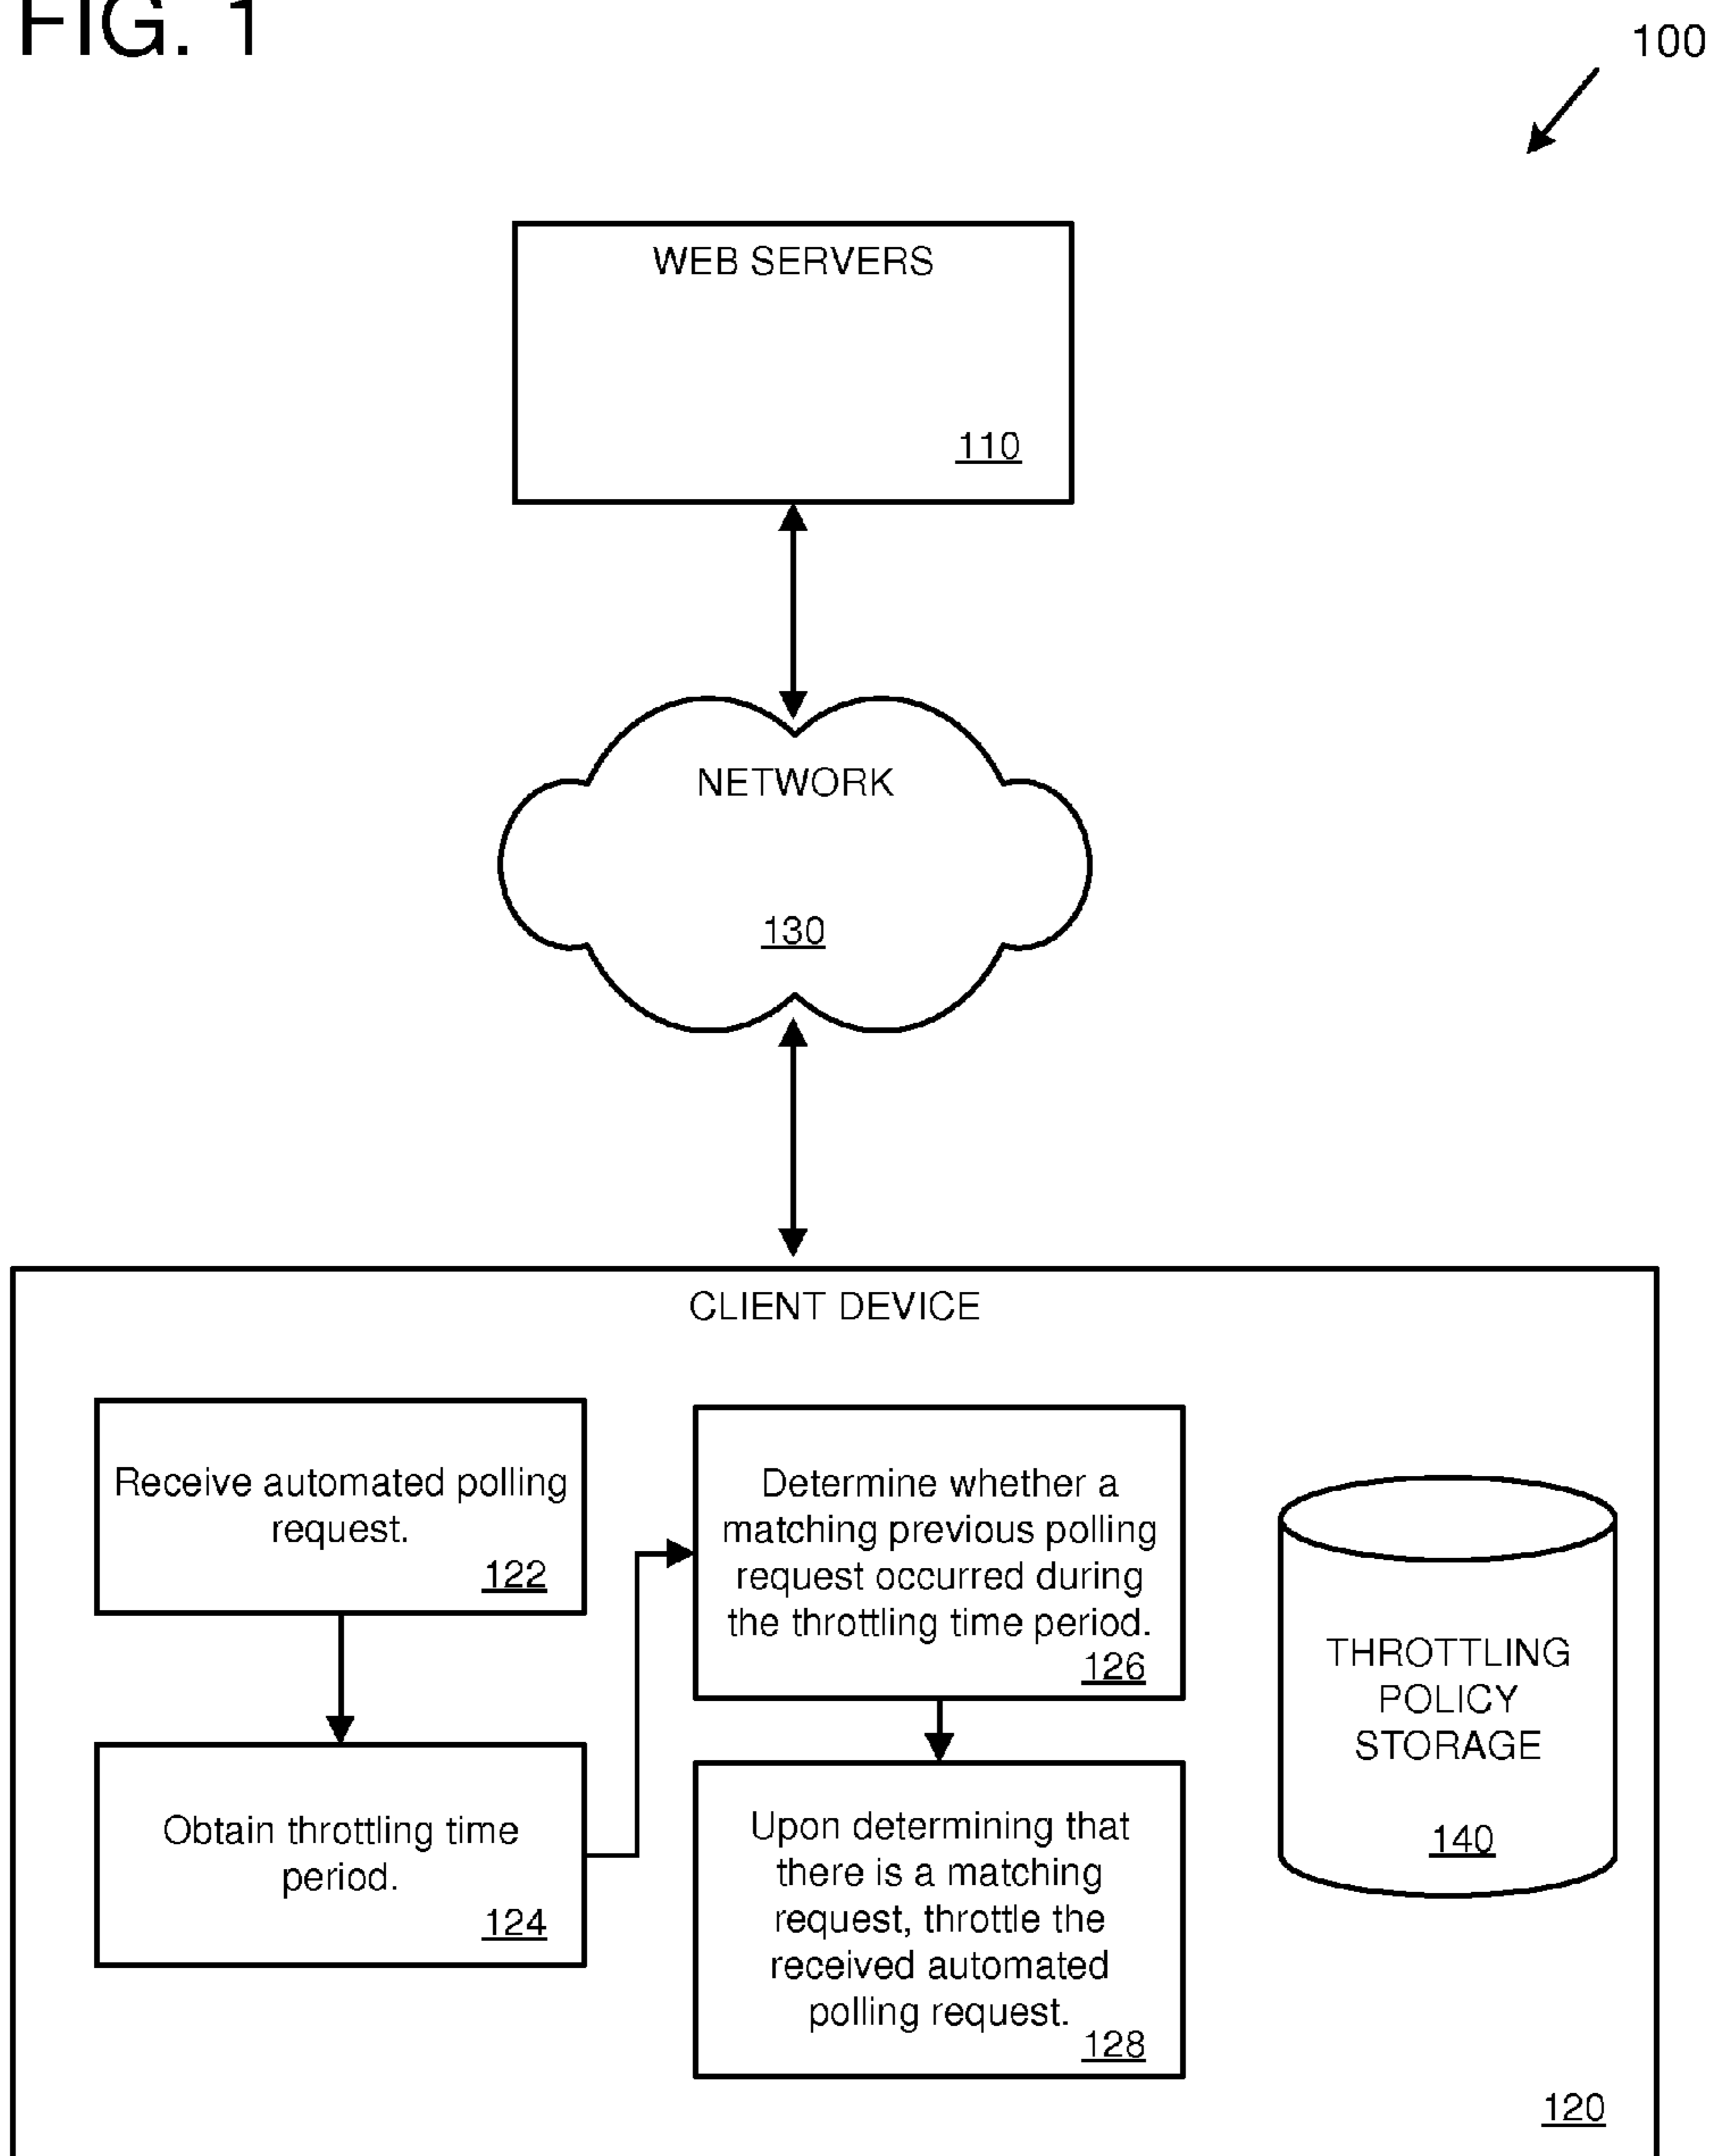 FIG. 1
100
WEB SERVERS
110
NETWORK
130
CLIENT DEVICE
Receive automated polling
request.
122
Obtain throttling time
period.
124
Determine whether a
matching previous polling
request occurred during
the throttling time period.
126
Upon determining that
there is a matching
request, throttle the
received automated
polling request.
128
THROTTLING
POLICY
STORAGE
140
120